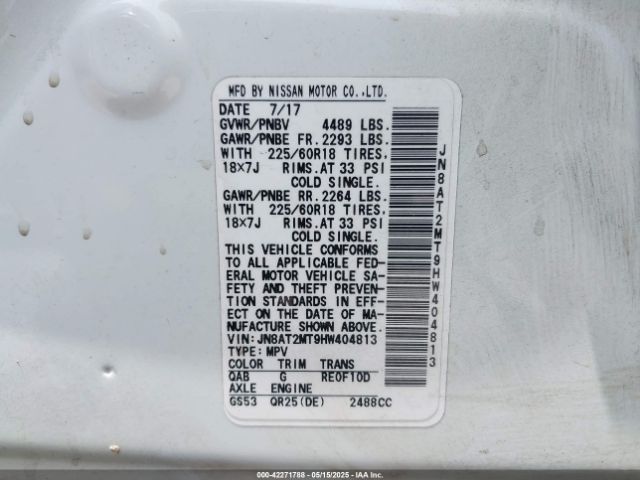 MFD BY NISSAN MOTOR CO.,LTD.
DATE 7/17
GVWR/PNBV 4489 LBS.
GAWR/PNBE FR.2293 LBS.
WITH 225/60R18 TIRES,
18×7J RIMS.AT 33 PSI
COLD SINGLE.
GAWR/PNBE RR.2264 LBS.
WITH 225/60R18 TIRES,
18×7J RIMS.AT 33 PSI
COLD SINGLE.
THIS VEHICLE CONFORMS
TO ALL APPLICABLE FED-
ERAL MOTOR VEHICLE SA-
FETY AND THEFT PREVEN-
TION STANDARDS IN EFF-
ECT ON THE DATE OF MA-
NUFACTURE SHOWN ABOVE.
VIN:JN8AT2MT9HW404813
TYPE:MPV
COLOR TRIM TRANS
QAB G RE0F10D
AXLE ENGINE
GS53 QR25(DE) 2488CC
JN8AT2MT9HW404813
000-42271788 - 05/15/2025 - IAA Inc.